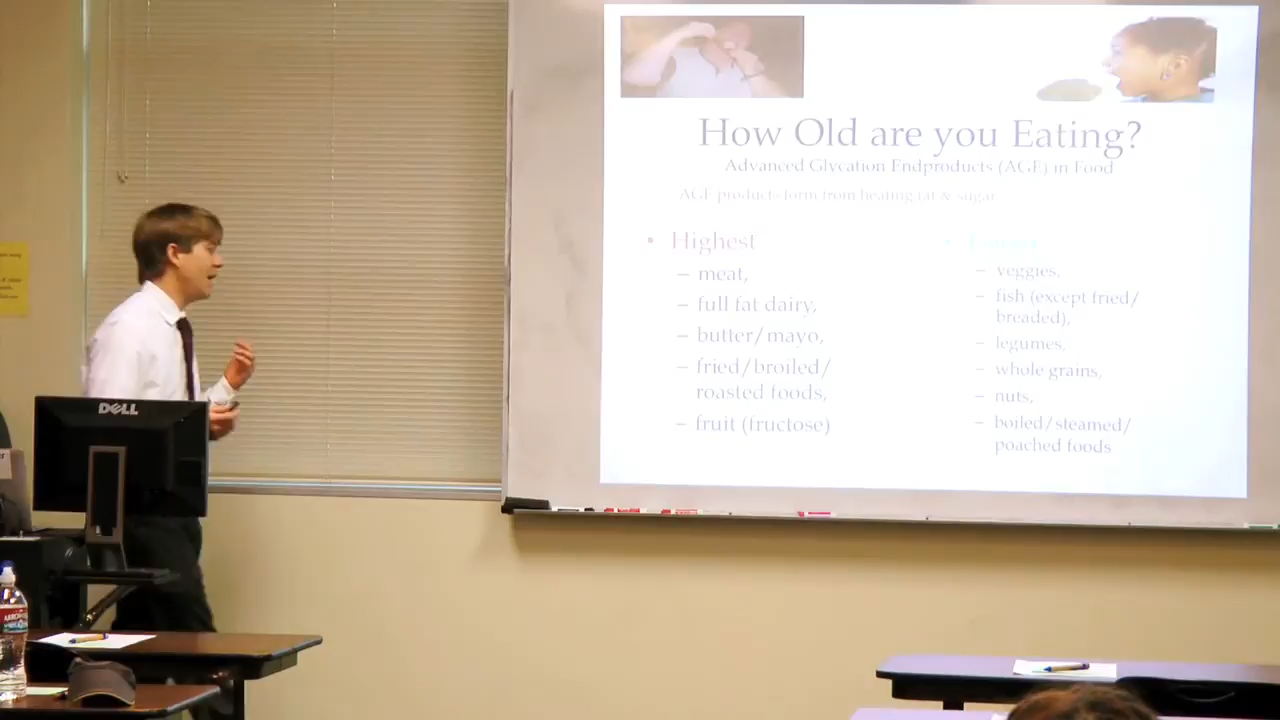 How Old are you Eating?
Advanced Glycation Endproducts (AGE) in Food
AGE products form from heating fat & sugar
• Highest
– meat,
– full fat dairy,
– butter/mayo,
– fried/broiled/
roasted foods,
– fruit (fructose)
– veggies,
– fish (except fried/
breaded),
– legumes,
– whole grains,
– nuts,
– boiled/steamed/
poached foods
DELL